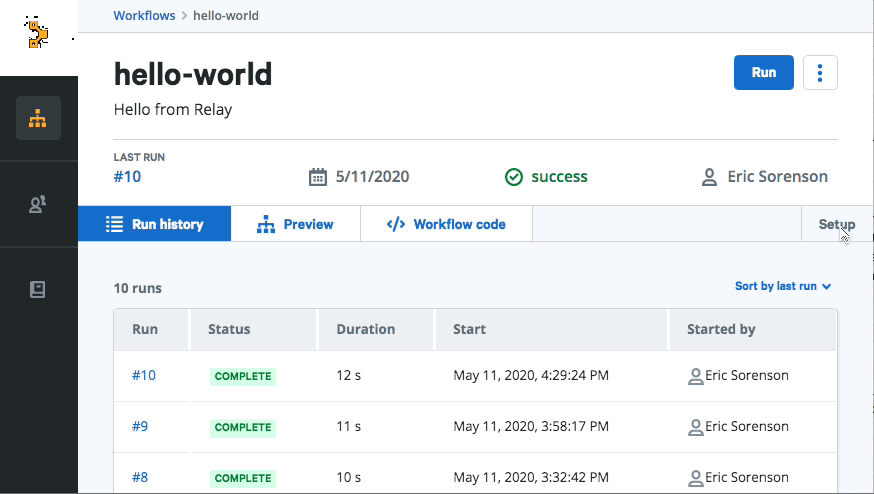 Workflows > hello-world
hello-world
Run
Hello from Relay
LAST RUN
#10 5/11/2020 success Eric Sorenson
Run history Preview </> Workflow code Setup
10 runs Sort by last run
Run Status Duration Start Started by
#10 COMPLETE 12 s May 11, 2020, 4:29:24 PM Eric Sorenson
#9 COMPLETE 11 s May 11, 2020, 3:58:17 PM Eric Sorenson
#8 COMPLETE 10 s May 11, 2020, 3:32:42 PM Eric Sorenson